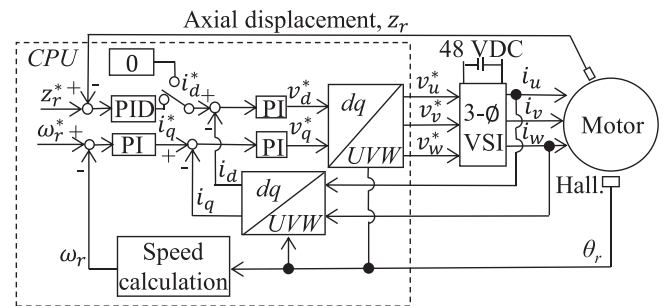 Axial displacement, z_r
CPU
48 VDC
0
i_d^*
z_r^* + -
PID
i_q^*
+
-
PI
v_d^*
dq
UVW
v_u^*
v_v^*
v_w^*
3-Ø
VSI
i_u
i_v
i_w
Motor
ω_r^* +
-
PI
+
-
PI
v_q^*
Hall.
i_d
i_q
dq
UVW
ω_r
Speed
calculation
θ_r